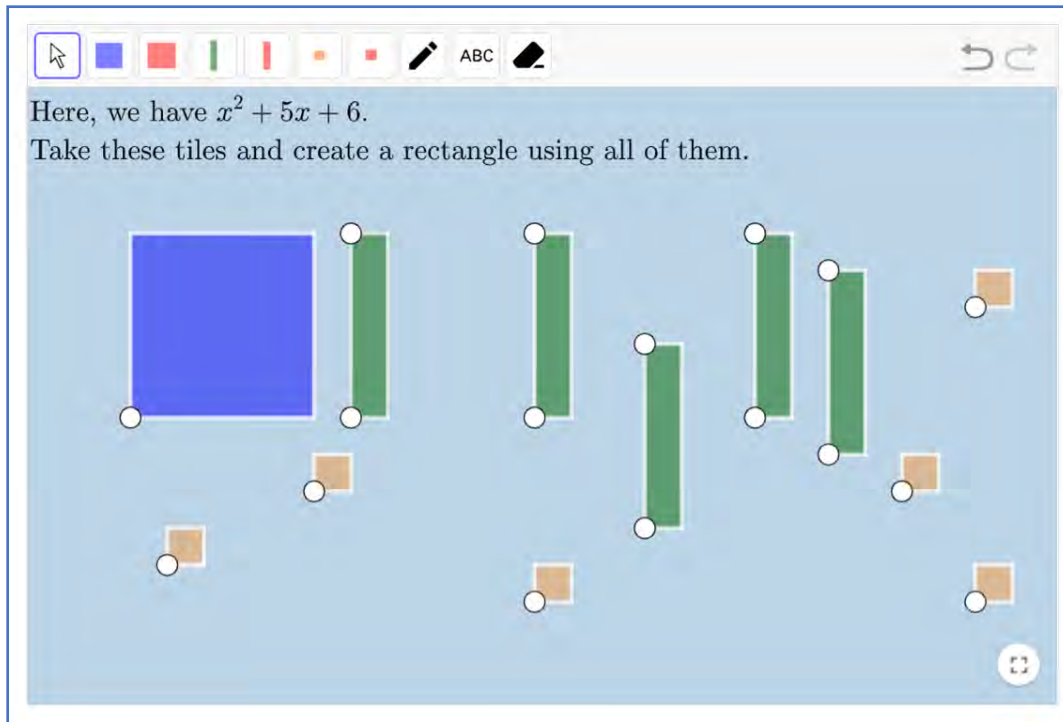 ABC
Here, we have $x^2 + 5x + 6$.
Take these tiles and create a rectangle using all of them.